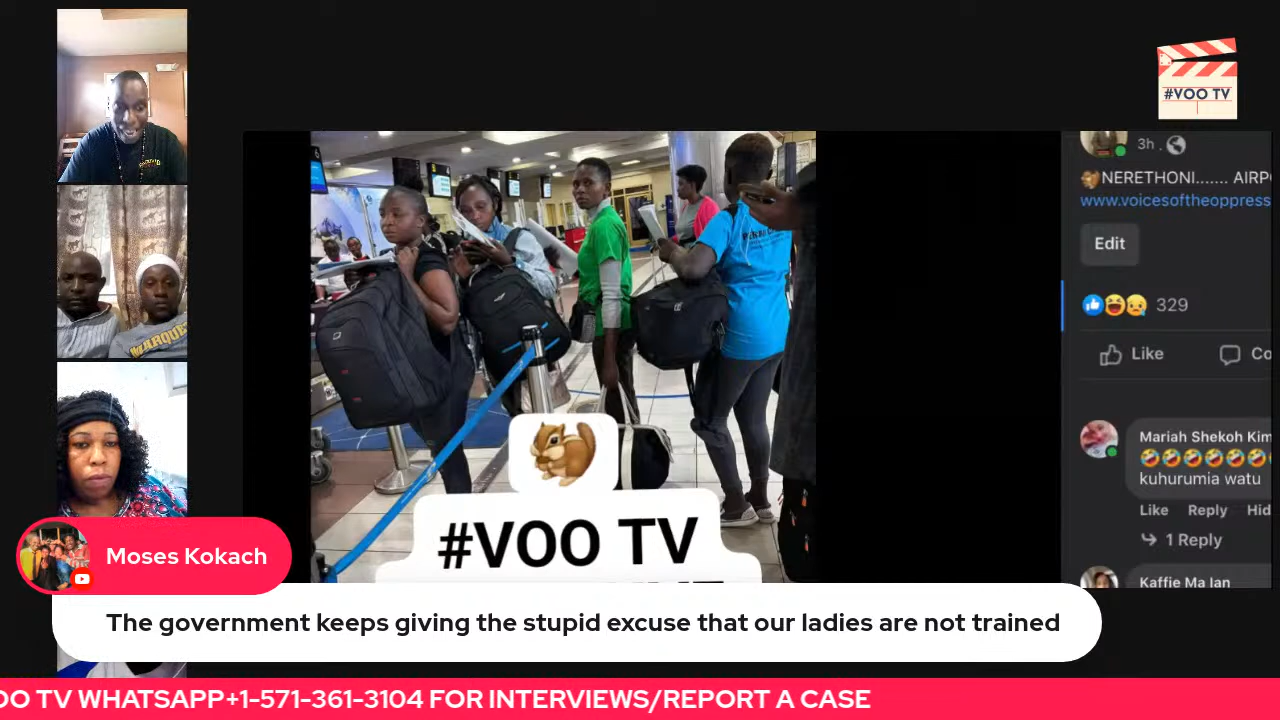 #VOO TV
3h
NERETHONI....... AIRP
www.voicesoftheoppress
Edit
329
Like
Co
Mariah Shekoh Kim
kuhurumia watu
Like Reply Hid
1 Reply
Kaffie Ma Ian
#VOO TV
Moses Kokach
The government keeps giving the stupid excuse that our ladies are not trained
OO TV WHATSAPP+1-571-361-3104 FOR INTERVIEWS/REPORT A CASE